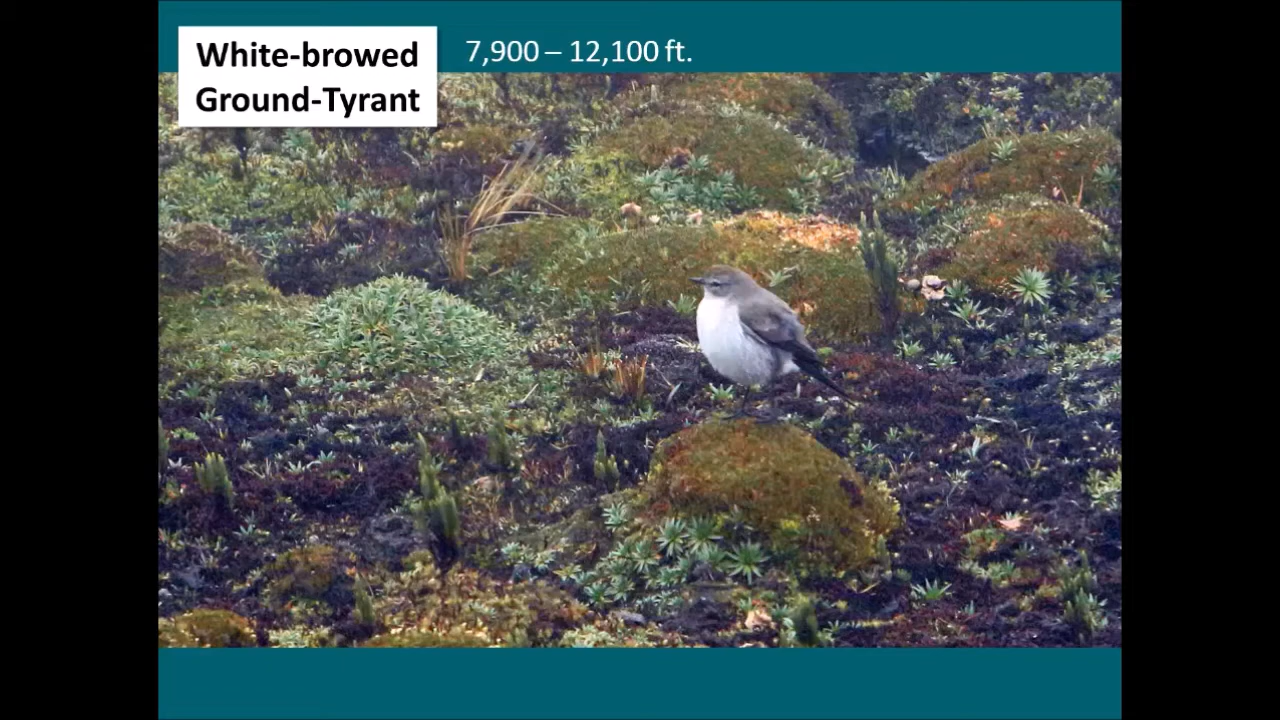 White-browed
Ground-Tyrant
7,900 – 12,100 ft.